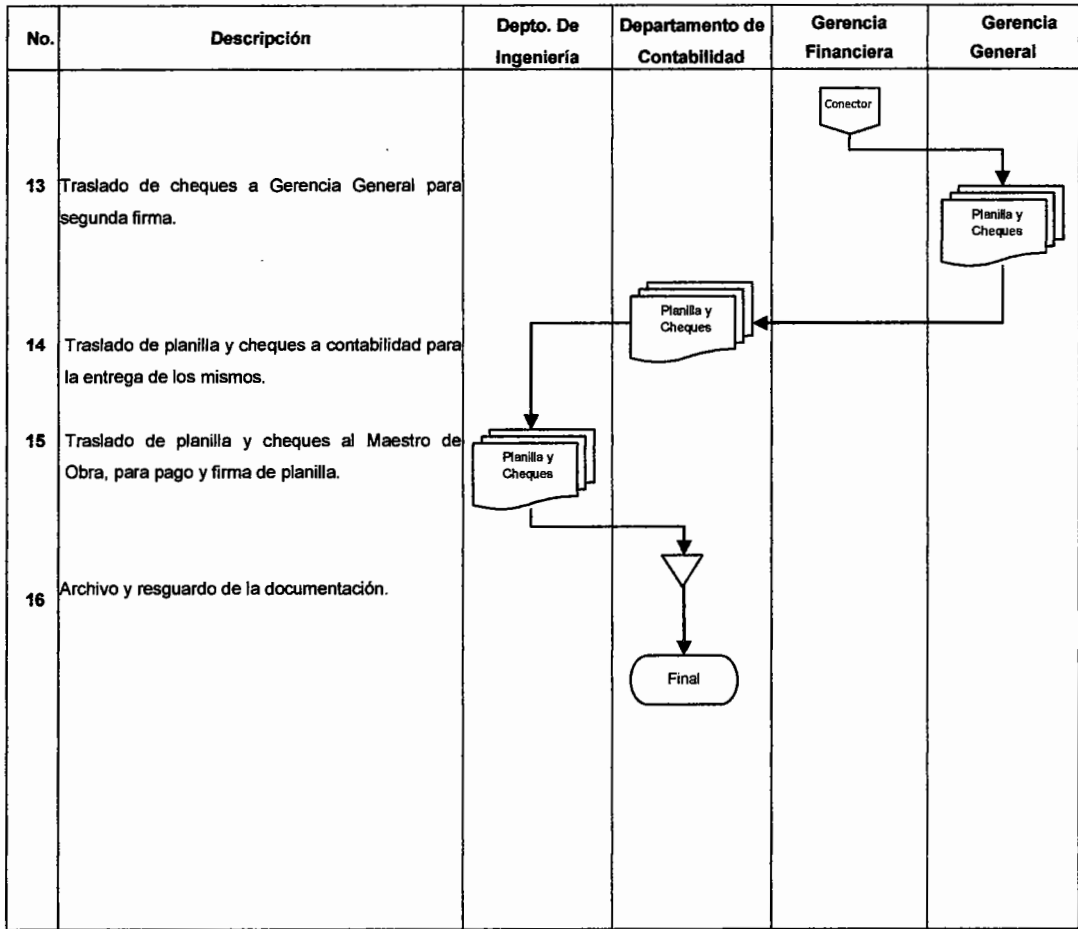 No.
Descripción
Depto. De
Ingeniería
Departamento de
Contabilidad
Gerencia
Financiera
Gerencia
General
Conector
13 Traslado de cheques a Gerencia General para
segunda firma.
Planilla y
Cheques
Planilla y
Cheques
14 Traslado de planilla y cheques a contabilidad para
la entrega de los mismos.
15 Traslado de planilla y cheques al Maestro de
Obra, para pago y firma de planilla.
Planilla y
Cheques
16 Archivo y resguardo de la documentación.
Final